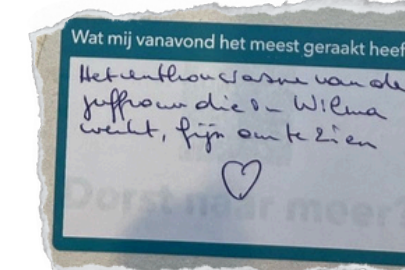 Wat mij vanavond het meest geraakt heef
Het enthousiasme van de
juffrouw die in Wilma
werkt, fijn om te zien
Dorst naar meer?